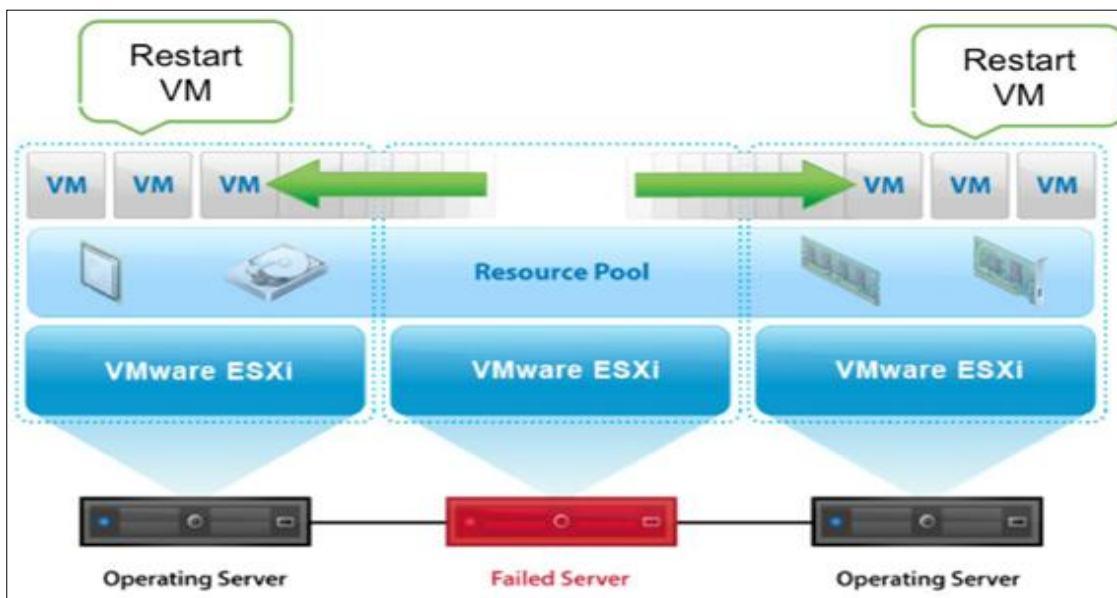 Restart
VM
Restart
VM
VM VM VM VM VM VM
Resource Pool
VMware ESXi VMware ESXi VMware ESXi
Operating Server Failed Server Operating Server